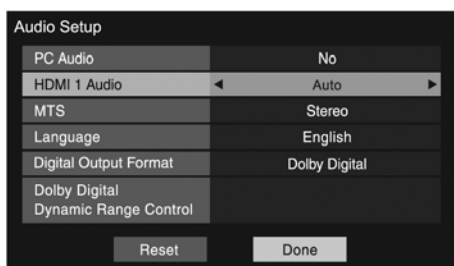 Audio Setup
PC Audio No
HDMI 1 Audio Auto
MTS Stereo
Language English
Digital Output Format Dolby Digital
Dolby Digital
Dynamic Range Control
Reset Done